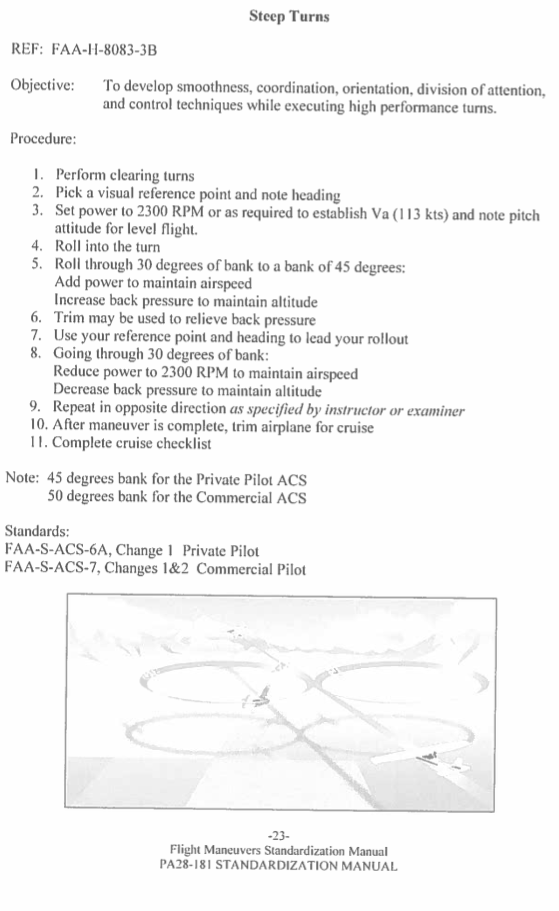 Steep Turns
REF: FAA-H-8083-3B
Objective: To develop smoothness, coordination, orientation, division of attention,
and control techniques while executing high performance turns.
Procedure:
1. Perform clearing turns
2. Pick a visual reference point and note heading
3. Set power to 2300 RPM or as required to establish Va (113 kts) and note pitch
attitude for level flight.
4. Roll into the turn
5. Roll through 30 degrees of bank to a bank of 45 degrees:
Add power to maintain airspeed
Increase back pressure to maintain altitude
6. Trim may be used to relieve back pressure
7. Use your reference point and heading to lead your rollout
8. Going through 30 degrees of bank:
Reduce power to 2300 RPM to maintain airspeed
Decrease back pressure to maintain altitude
9. Repeat in opposite direction as specified by instructor or examiner
10. After maneuver is complete, trim airplane for cruise
11. Complete cruise checklist
Note: 45 degrees bank for the Private Pilot ACS
50 degrees bank for the Commercial ACS
Standards:
FAA-S-ACS-6A, Change 1 Private Pilot
FAA-S-ACS-7, Changes 1&2 Commercial Pilot
-23-
Flight Maneuvers Standardization Manual
PA28-181 STANDARDIZATION MANUAL